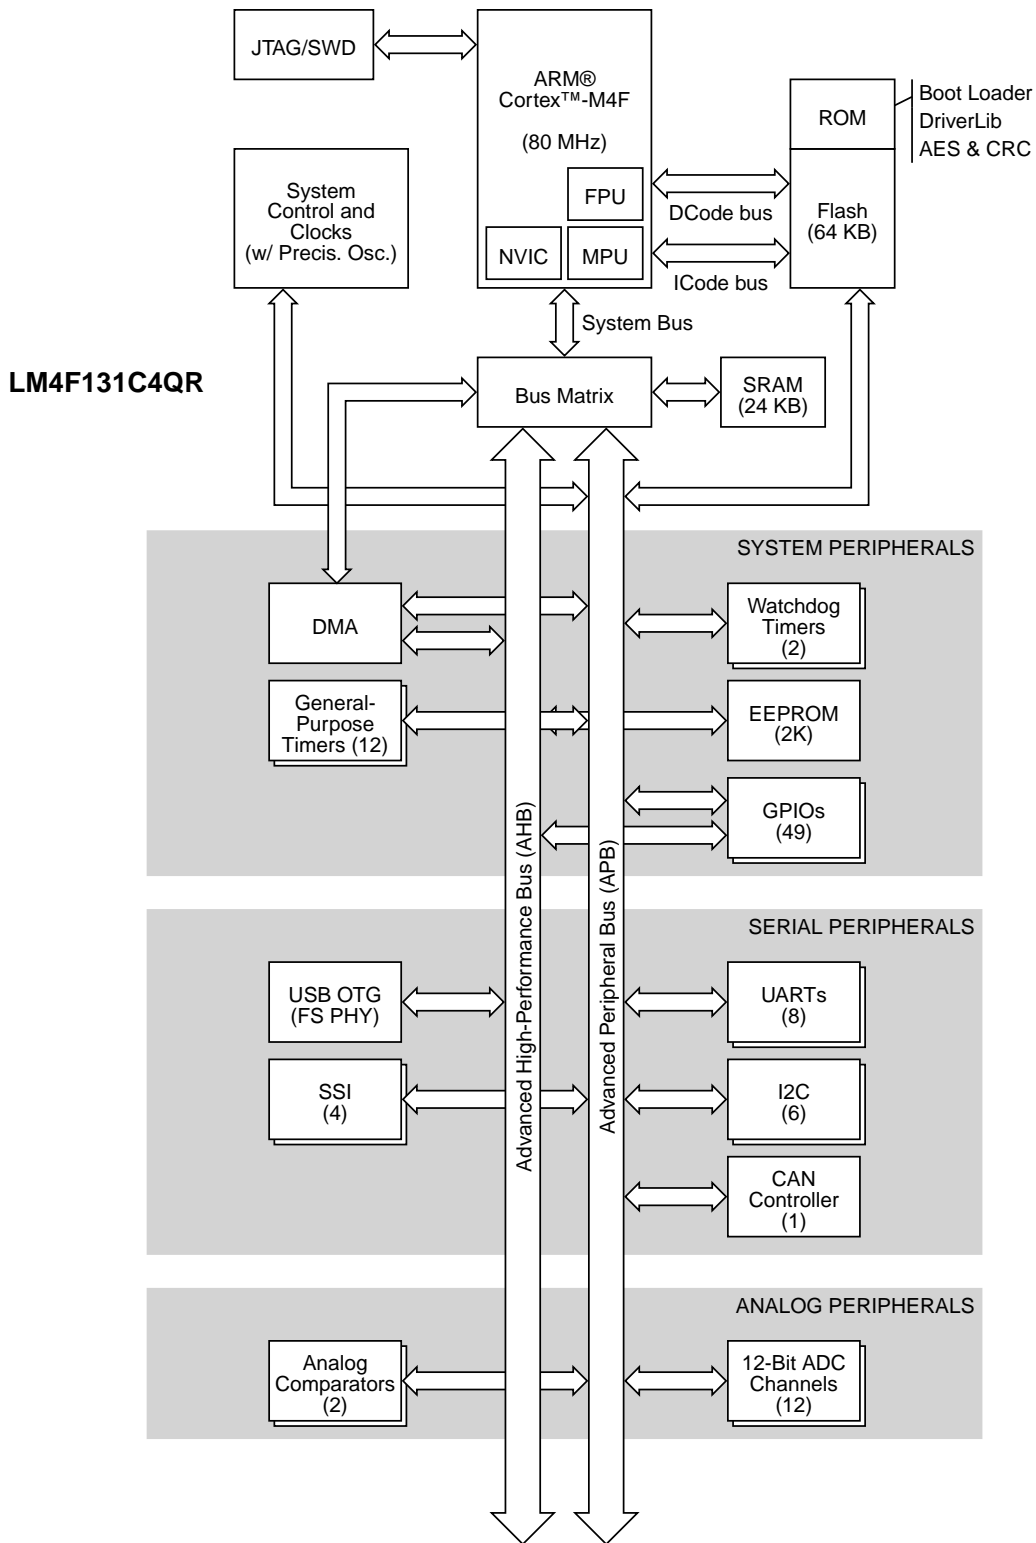 JTAG/SWD
ARM®
Cortex™-M4F
(80 MHz)
ROM
Boot Loader
DriverLib
AES & CRC
System
Control and
Clocks
(w/ Precis. Osc.)
FPU
NVIC
MPU
DCode bus
ICode bus
Flash
(64 KB)
System Bus
LM4F131C4QR
Bus Matrix
SRAM
(24 KB)
SYSTEM PERIPHERALS
DMA
Watchdog
Timers
(2)
General-
Purpose
Timers (12)
EEPROM
(2K)
GPIOs
(49)
Advanced High-Performance Bus (AHB)
Advanced Peripheral Bus (APB)
SERIAL PERIPHERALS
USB OTG
(FS PHY)
UARTs
(8)
SSI
(4)
I2C
(6)
CAN
Controller
(1)
ANALOG PERIPHERALS
Analog
Comparators
(2)
12-Bit ADC
Channels
(12)